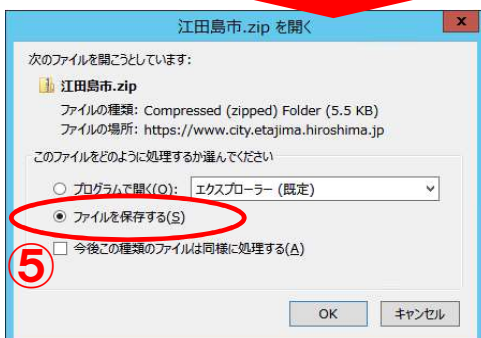 江田島市.zip を開く
x
次のファイルを開こうとしています:
江田島市.zip
ファイルの種類: Compressed (zipped) Folder (5.5 KB)
ファイルの場所: https://www.city.etajima.hiroshima.jp
このファイルをどのように処理するか選んでください
プログラムで開く(O): エクスプローラー (既定)
ファイルを保存する(S)
今後この種類のファイルは同様に処理する(A)
⑤
OK キャンセル